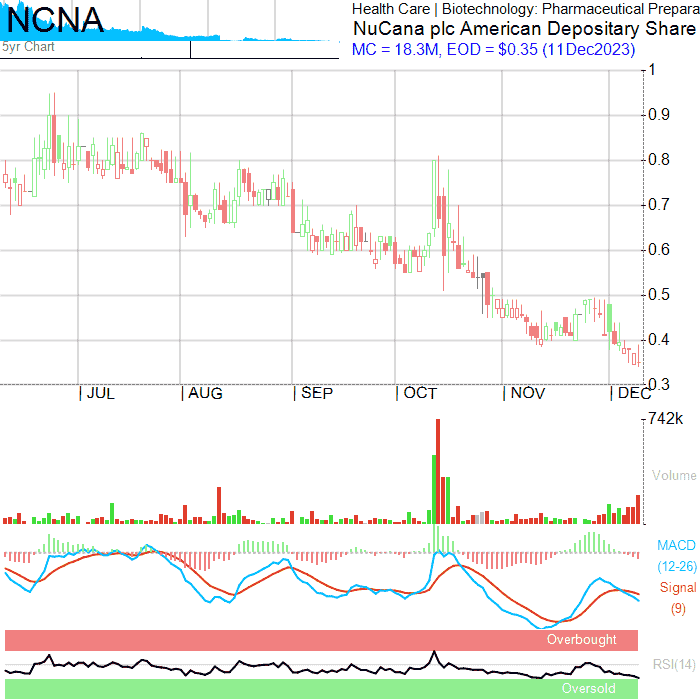 NCNA
5yr Chart
Health Care | Biotechnology: Pharmaceutical Prepara
NuCana plc American Depositary Share
MC = 18.3M, EOD = $0.35 (11Dec2023)
1
0.9
0.8
0.7
0.6
0.5
0.4
0.3
JUL AUG SEP OCT NOV DEC
742k
Volume
MACD
(12-26)
Signal
(9)
Overbought
RSI(14)
Oversold